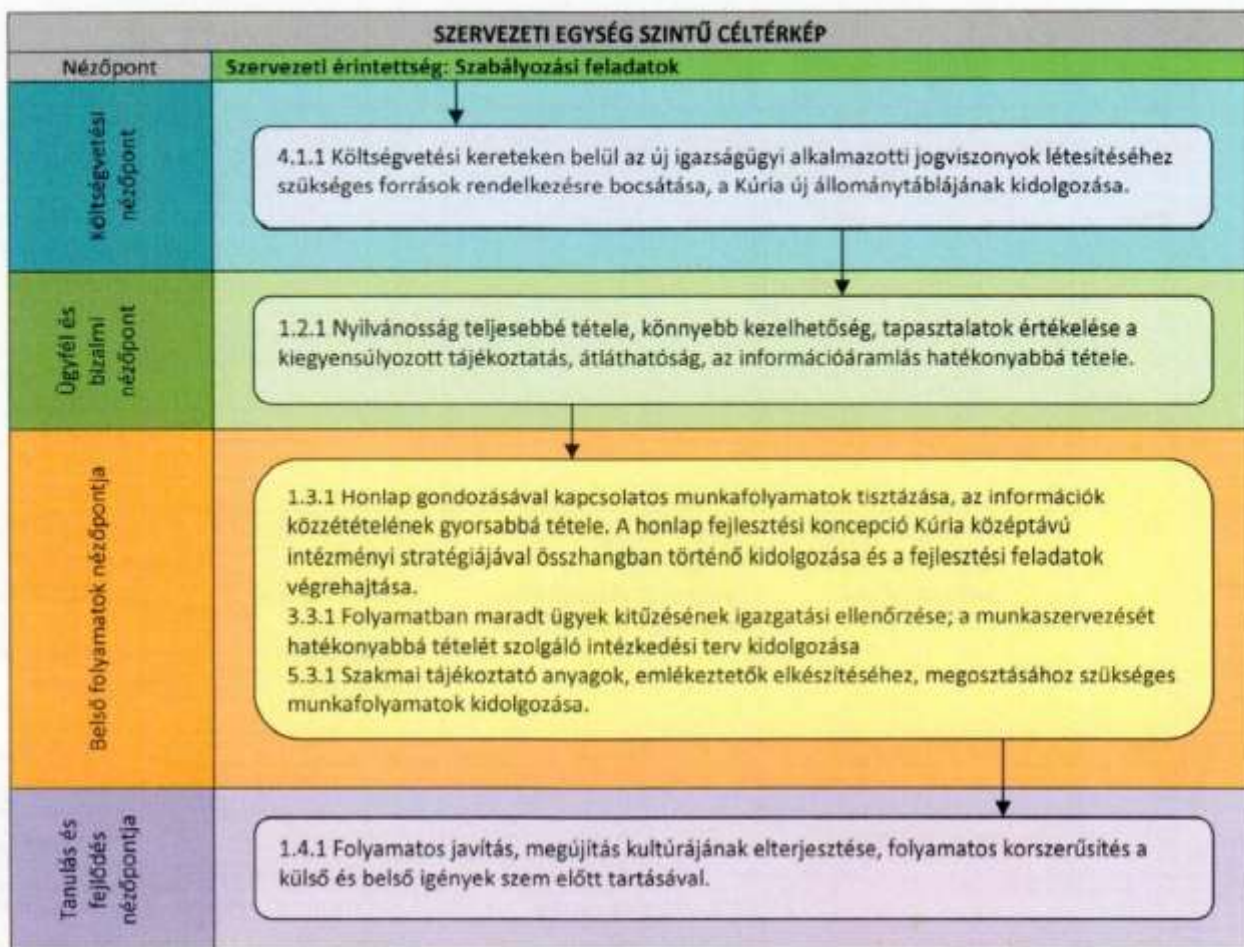 SZERVEZETI EGYSÉG SZINTŰ CÉLTÉRKÉP
Nézőpont
Szervezeti érintettség: Szabályozási feladatok
Költségvetési
nézőpont
4.1.1 Költségvetési kereteken belül az új igazságügyi alkalmazotti jogviszonyok létesítéséhez
szükséges források rendelkezésre bocsátása, a Kúria új állománytáblájának kidolgozása.
Ügyfél és
bizalmi
nézőpont
1.2.1 Nyilvánosság teljesebbé tétele, könnyebb kezelhetőség, tapasztalatok értékelése a
kiegyensúlyozott tájékoztatás, átláthatóság, az információáramlás hatékonyabbá tétele.
Belső folyamatok nézőpontja
1.3.1 Honlap gondozásával kapcsolatos munkafolyamatok tisztázása, az információk
közzétételének gyorsabbá tétele. A honlap fejlesztési koncepció Kúria középtávú
intézményi stratégiájával összhangban történő kidolgozása és a fejlesztési feladatok
végrehajtása.
3.3.1 Folyamatban maradt ügyek kitűzésének igazgatási ellenőrzése; a munkaszervezését
hatékonyabbá tételét szolgáló intézkedési terv kidolgozása
5.3.1 Szakmai tájékoztató anyagok, emlékeztetők elkészítéséhez, megosztásához szükséges
munkafolyamatok kidolgozása.
Tanulás és
fejlődés
nézőpontja
1.4.1 Folyamatos javítás, megújítás kultúrájának elterjesztése, folyamatos korszerűsítés a
külső és belső igények szem előtt tartásával.